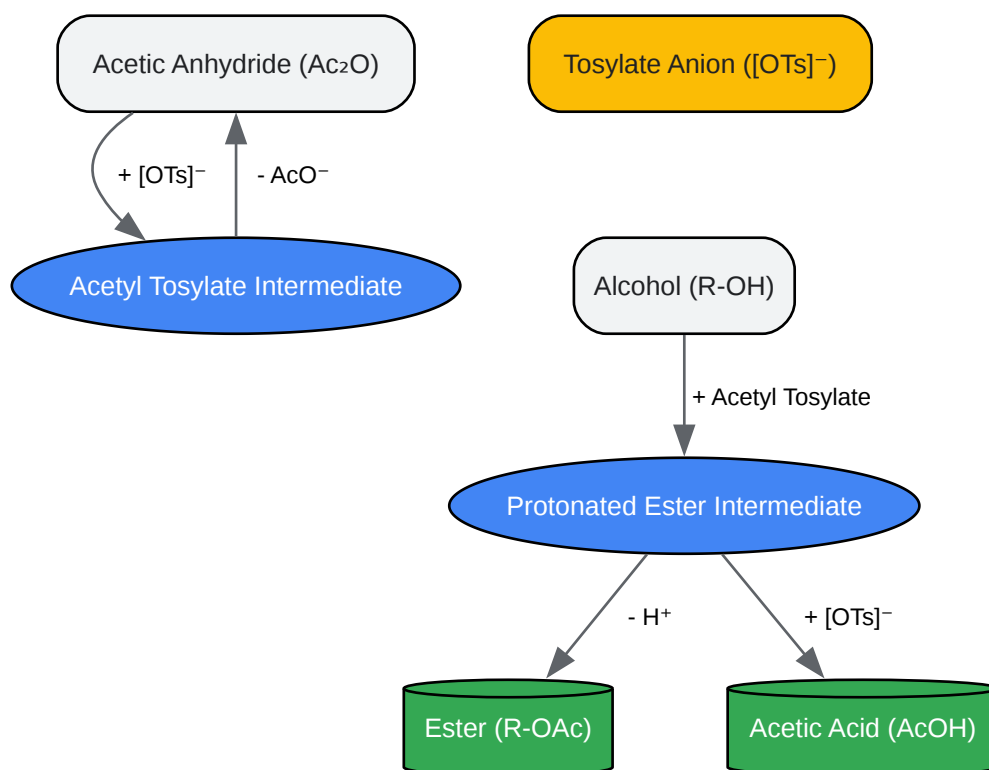 Acetic Anhydride (Ac₂O)
Tosylate Anion ([OTs]⁻)
+ [OTs]⁻
- AcO⁻
Acetyl Tosylate Intermediate
Alcohol (R-OH)
+ Acetyl Tosylate
Protonated Ester Intermediate
- H⁺
+ [OTs]⁻
Ester (R-OAc)
Acetic Acid (AcOH)